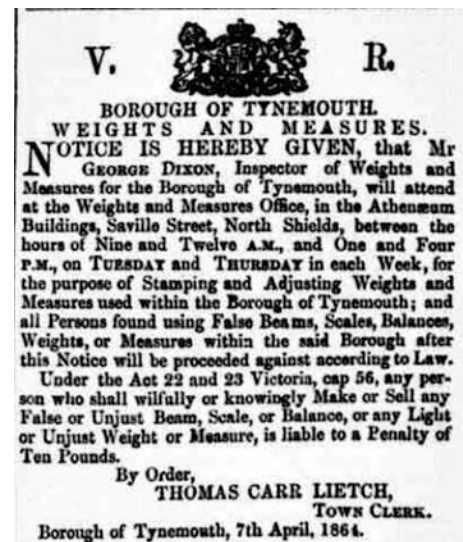 V. R.
BOROUGH OF TYNEMOUTH.
WEIGHTS AND MEASURES.
NOTICE IS HEREBY GIVEN, that Mr
GEORGE DIXON, Inspector of Weights and
Measures for the Borough of Tynemouth, will attend
at the Weights and Measures Office, in the Athenæum
Buildings, Saville Street, North Shields, between the
hours of Nine and Twelve A.M., and One and Four
P.M., on TUESDAY and THURSDAY in each Week, for
the purpose of Stamping and Adjusting Weights and
Measures used within the Borough of Tynemouth; and
all Persons found using False Beams, Scales, Balances,
Weights, or Measures within the said Borough after
this Notice will be proceeded against according to Law.
Under the Act 22 and 23 Victoria, cap 56, any per-
son who shall wilfully or knowingly Make or Sell any
False or Unjust Beam, Scale, or Balance, or any Light
or Unjust Weight or Measure, is liable to a Penalty of
Ten Pounds.
By Order,
THOMAS CARR LIETCH,
TOWN CLERK.
Borough of Tynemouth, 7th April, 1864.